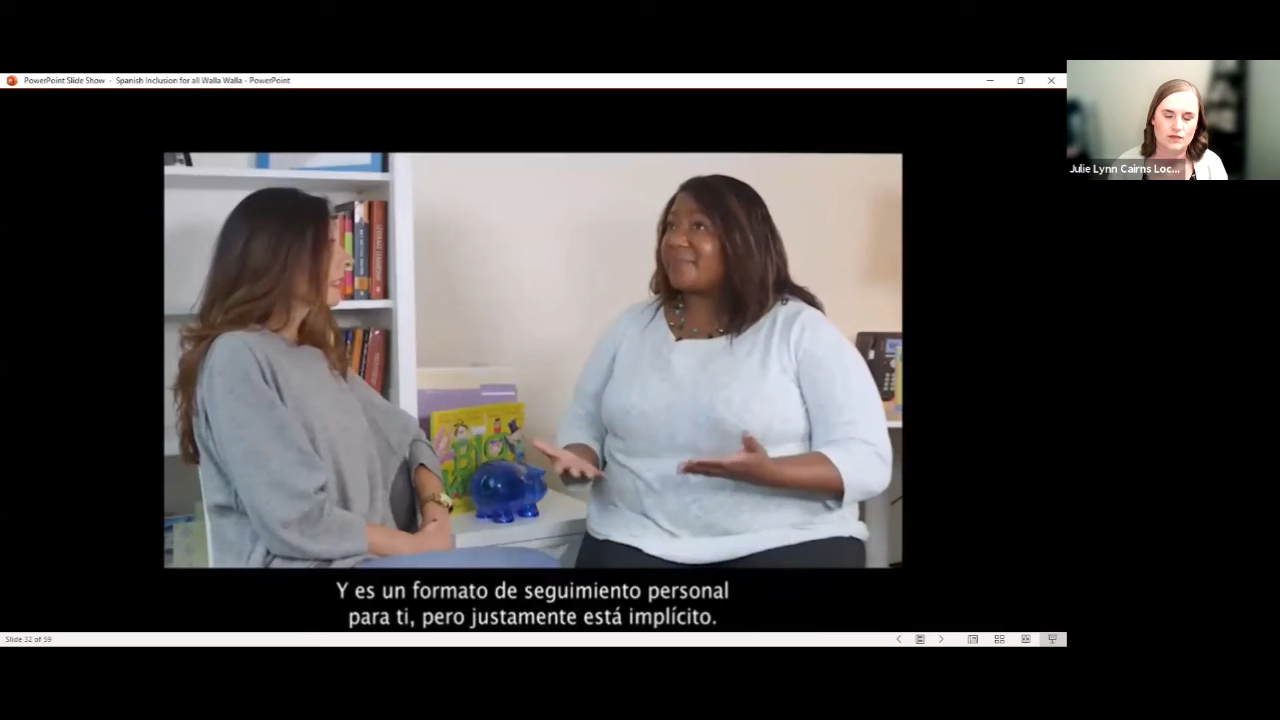 PowerPoint Slide Show - Spanish Inclusion for all Walla Walla - PowerPoint
Julie Lynn Cairns Loc...
BIG
Y es un formato de seguimiento personal
para ti, pero justamente está implícito.
Slide 32 of 59